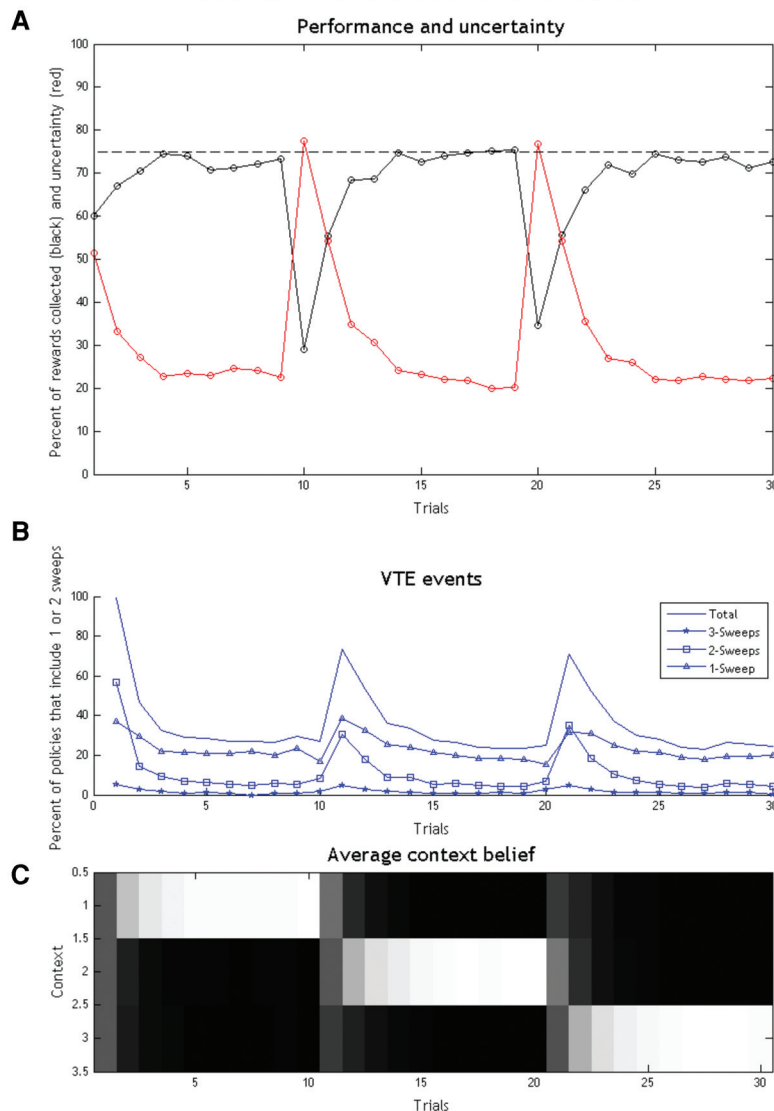 A
Performance and uncertainty
Percent of rewards collected (black) and uncertainty (red)
100
90
80
70
60
50
40
30
20
10
0
5
10
15
20
25
30
Trials
B
VTE events
Percent of policies that include 1 or 2 sweeps
100
80
60
40
20
0
Total
3-Sweeps
2-Sweeps
1-Sweep
0
5
10
15
20
25
30
Trials
C
Average context belief
Context
0.5
1
1.5
2
2.5
3
3.5
5
10
15
20
25
30
Trials